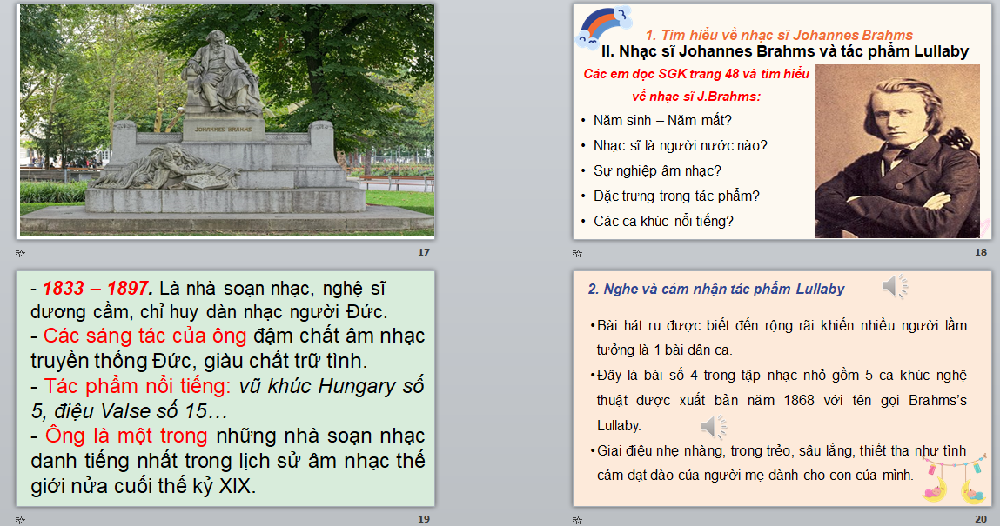 JOHANNES BRAHMS
17
1. Tìm hiểu về nhạc sĩ Johannes Brahms
II. Nhạc sĩ Johannes Brahms và tác phẩm Lullaby
Các em đọc SGK trang 48 và tìm hiểu
về nhạc sĩ J.Brahms:
• Năm sinh – Năm mất?
• Nhạc sĩ là người nước nào?
• Sự nghiệp âm nhạc?
• Đặc trưng trong tác phẩm?
• Các ca khúc nổi tiếng?
18
- 1833 – 1897. Là nhà soạn nhạc, nghệ sĩ
dương cầm, chỉ huy dàn nhạc người Đức.
- Các sáng tác của ông đậm chất âm nhạc
truyền thống Đức, giàu chất trữ tình.
- Tác phẩm nổi tiếng: vũ khúc Hungary số
5, điệu Valse số 15…
- Ông là một trong những nhà soạn nhạc
danh tiếng nhất trong lịch sử âm nhạc thế
giới nửa cuối thế kỷ XIX.
19
2. Nghe và cảm nhận tác phẩm Lullaby
•Bài hát ru được biết đến rộng rãi khiến nhiều người lầm
tưởng là 1 bài dân ca.
•Đây là bài số 4 trong tập nhạc nhỏ gồm 5 ca khúc nghệ
thuật được xuất bản năm 1868 với tên gọi Brahms's
Lullaby.
•Giai điệu nhẹ nhàng, trong trẻo, sâu lắng, thiết tha như tình
cảm dạt dào của người mẹ dành cho con của mình.
20